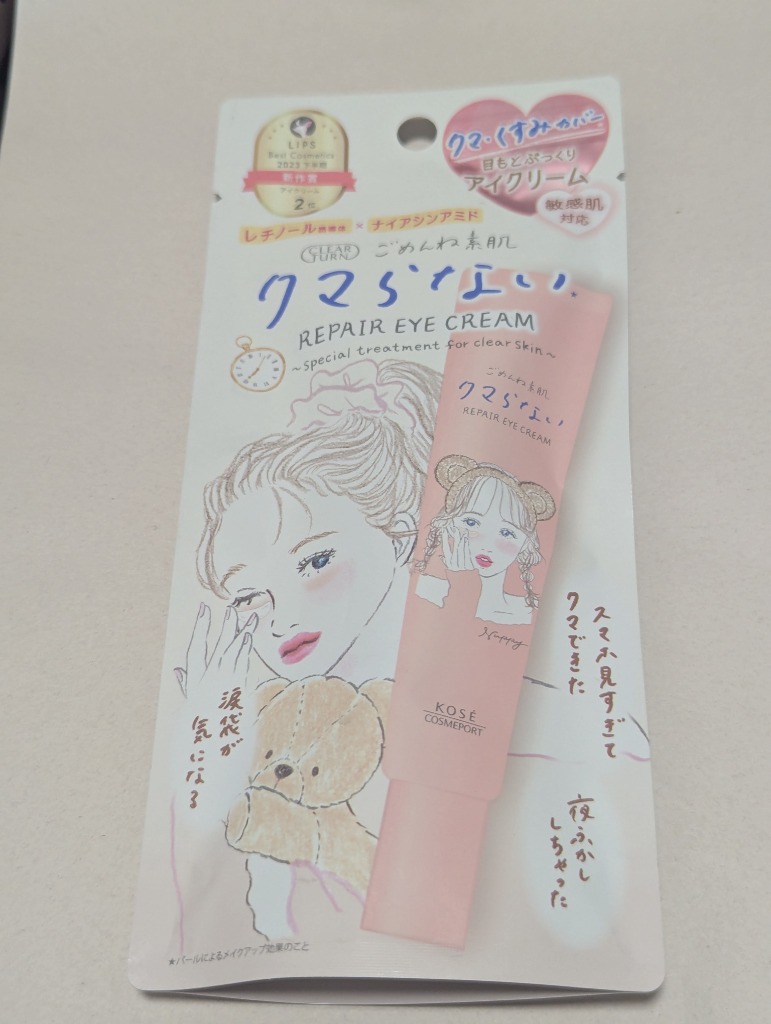 LIPS
Best Cosmetics
2023 下半期
新作賞
アイクリーム
2位
クマ・くすみカバー
目もとぷっくり
アイクリーム
敏感肌
対応
レチノール誘導体 × ナイアシンアミド
CLEAR
TURN
ごめんね素肌
クマらない
REPAIR EYE CREAM
~special treatment for clear skin~
ごめんね素肌
クマらない
REPAIR EYE CREAM
Nuppy
KOSÉ
COSMEPORT
スマホ見すぎて
クマできた
涙袋が
気になる
夜ふかし
しちゃった
★パールによるメイクアップ効果のこと